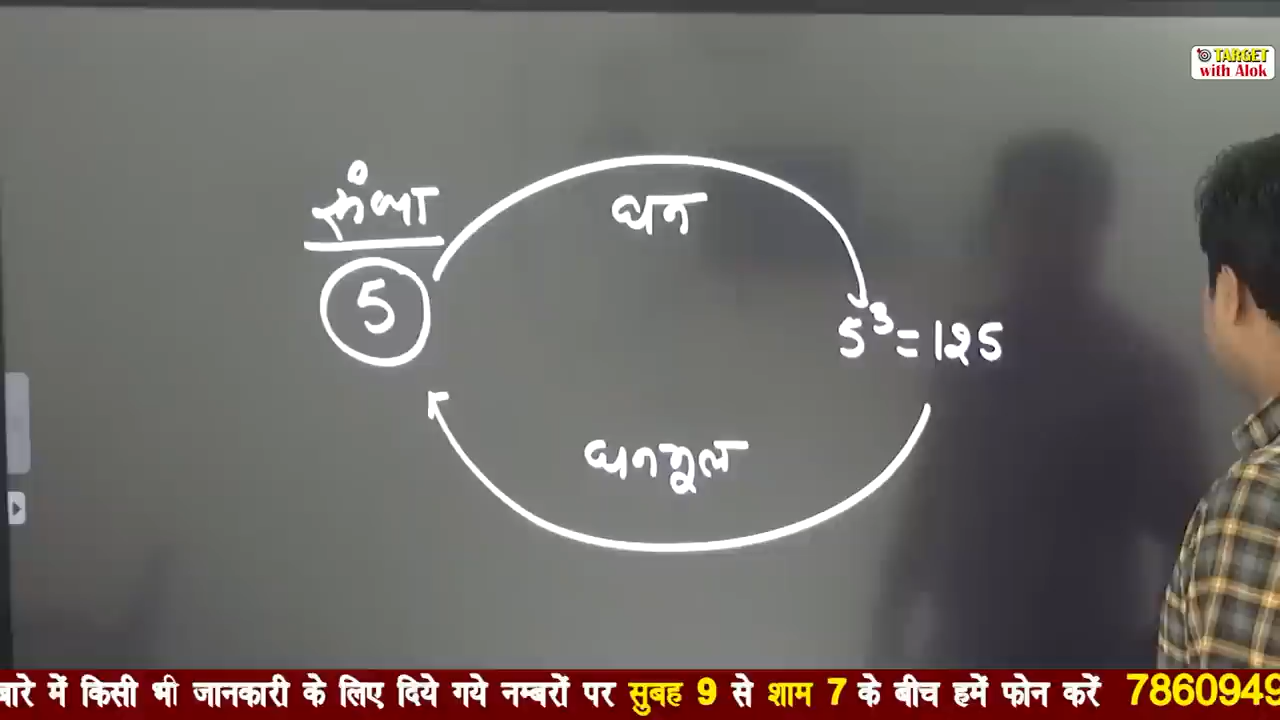 TARGET
with Alok
संख्या
घन
5
5³=125
घनमूल
बारे में किसी भी जानकारी के लिए दिये गये नम्बरों पर सुबह 9 से शाम 7 के बीच हमें फोन करें 7860949